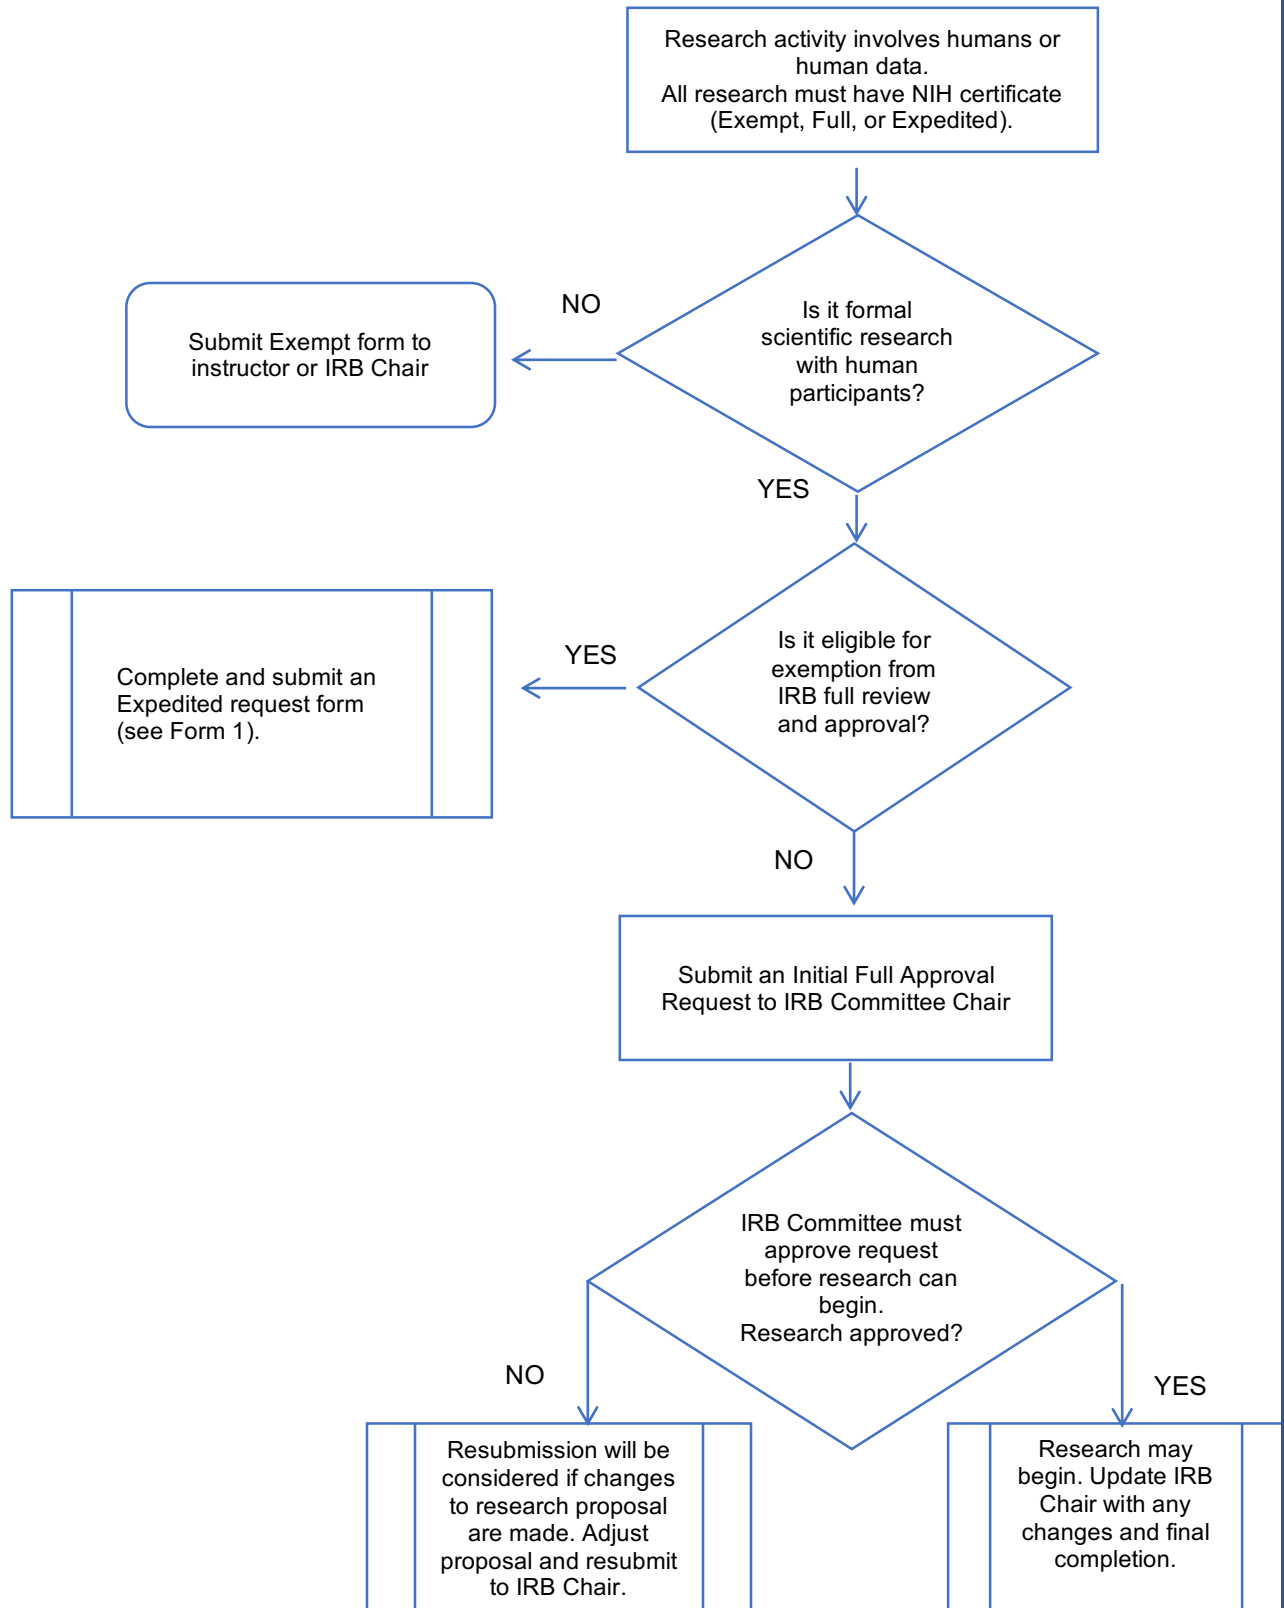 Research activity involves humans or
human data.
All research must have NIH certificate
(Exempt, Full, or Expedited).
NO
Is it formal
scientific research
with human
participants?
Submit Exempt form to
instructor or IRB Chair
YES
YES
Is it eligible for
exemption from
IRB full review
and approval?
Complete and submit an
Expedited request form
(see Form 1).
NO
Submit an Initial Full Approval
Request to IRB Committee Chair
IRB Committee must
approve request
before research can
begin.
Research approved?
NO
YES
Resubmission will be
considered if changes
to research proposal
are made. Adjust
proposal and resubmit
to IRB Chair.
Research may
begin. Update IRB
Chair with any
changes and final
completion.